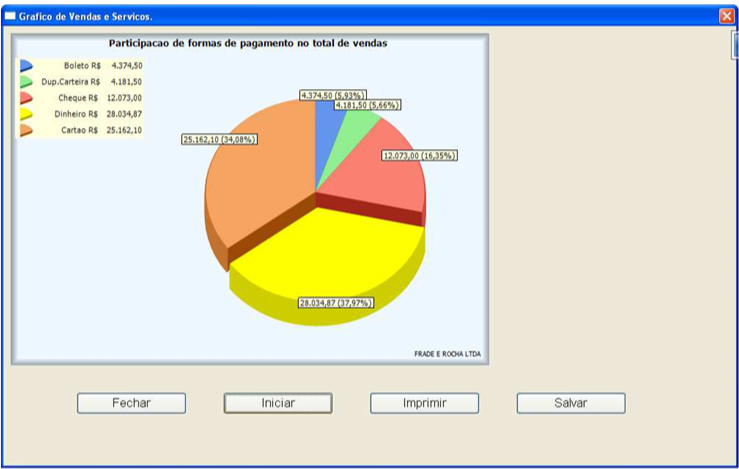 Grafico de Vendas e Servicos.
Participacao de formas de pagamento no total de vendas
Boleto R$ 4.374,50
Dup.Carteira R$ 4.181,50
Cheque R$ 12.073,00
Dinheiro R$ 28.034,87
Cartao R$ 25.162,10
4.374,50 (5,93%)
4.181,50 (5,66%)
25.162,10 (34,08%)
12.073,00 (16,35%)
28.034,87 (37,97%)
FRADE E ROCHA LTDA
Fechar Iniciar Imprimir Salvar